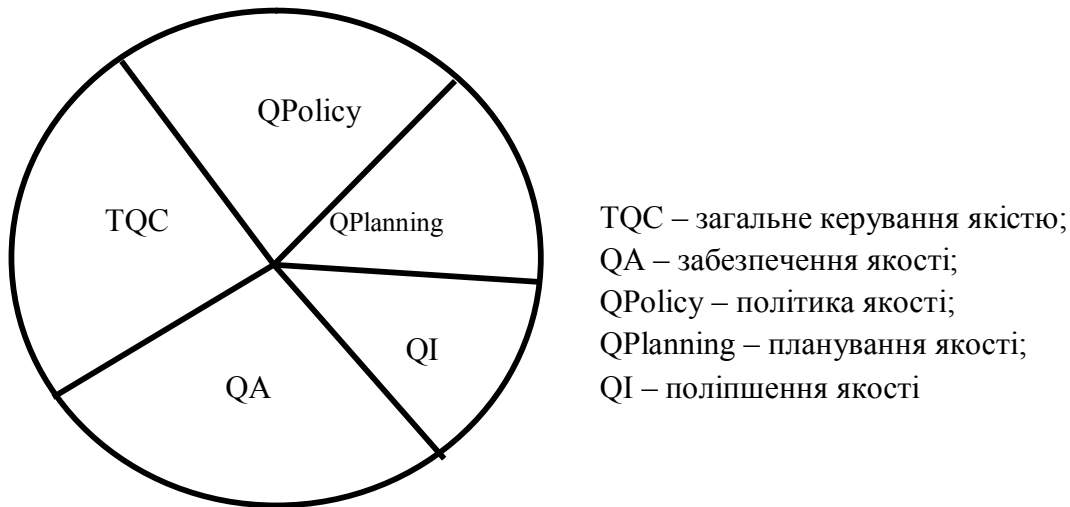 QPolicy
TQC
QPlanning
QI
QA
TQC – загальне керування якістю;
QA – забезпечення якості;
QPolicy – політика якості;
QPlanning – планування якості;
QI – поліпшення якості